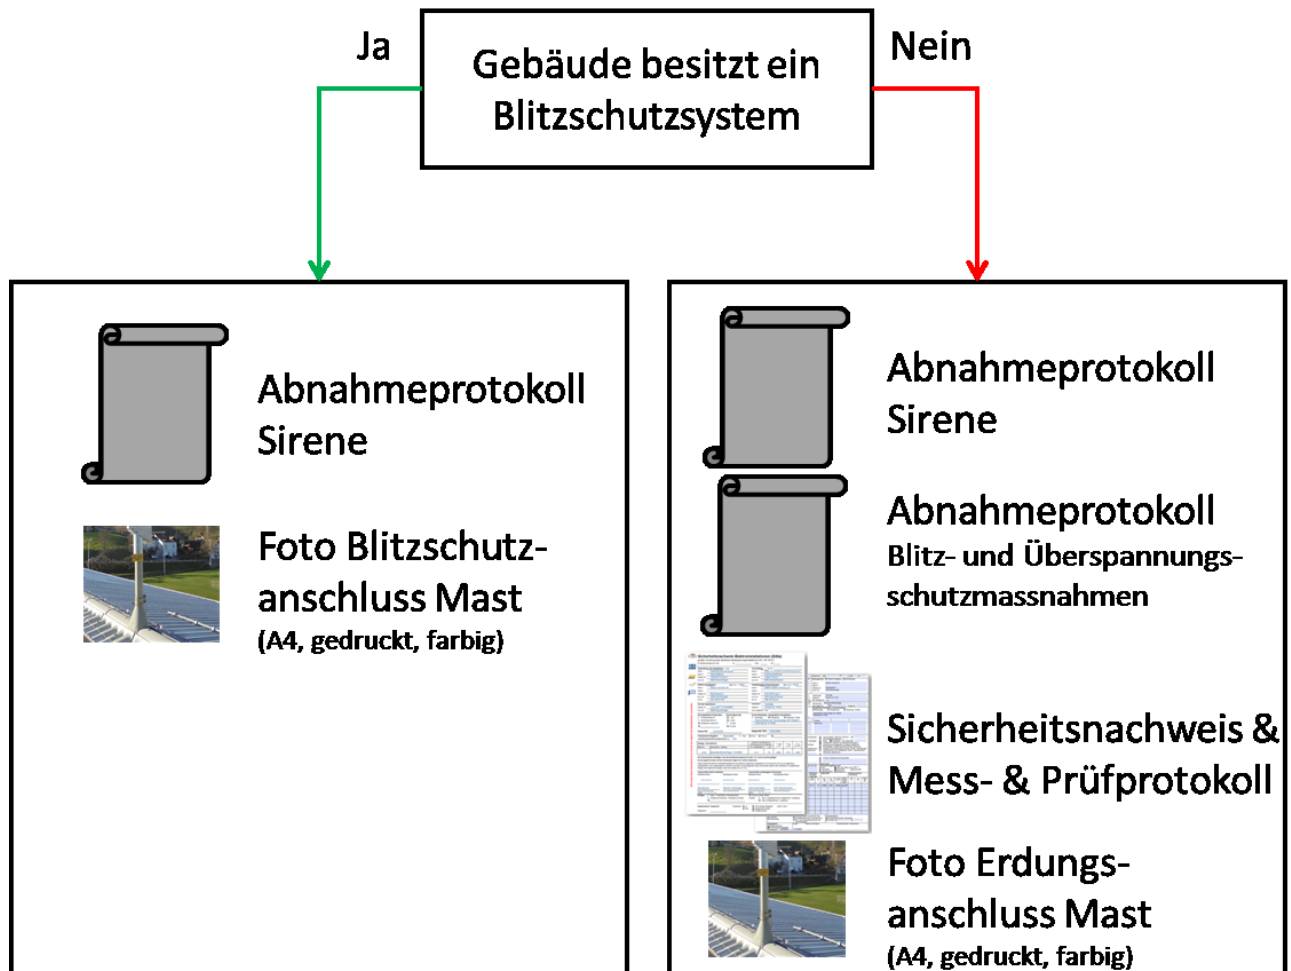 Ja
Gebäude besitzt ein
Blitzschutzsystem
Nein
Abnahmeprotokoll
Sirene
Foto Blitzschutz-
anschluss Mast
(A4, gedruckt, farbig)
Abnahmeprotokoll
Sirene
Abnahmeprotokoll
Blitz- und Überspannungs-
schutzmassnahmen
Sicherheitsnachweis &
Mess- & Prüfprotokoll
Foto Erdungs-
anschluss Mast
(A4, gedruckt, farbig)